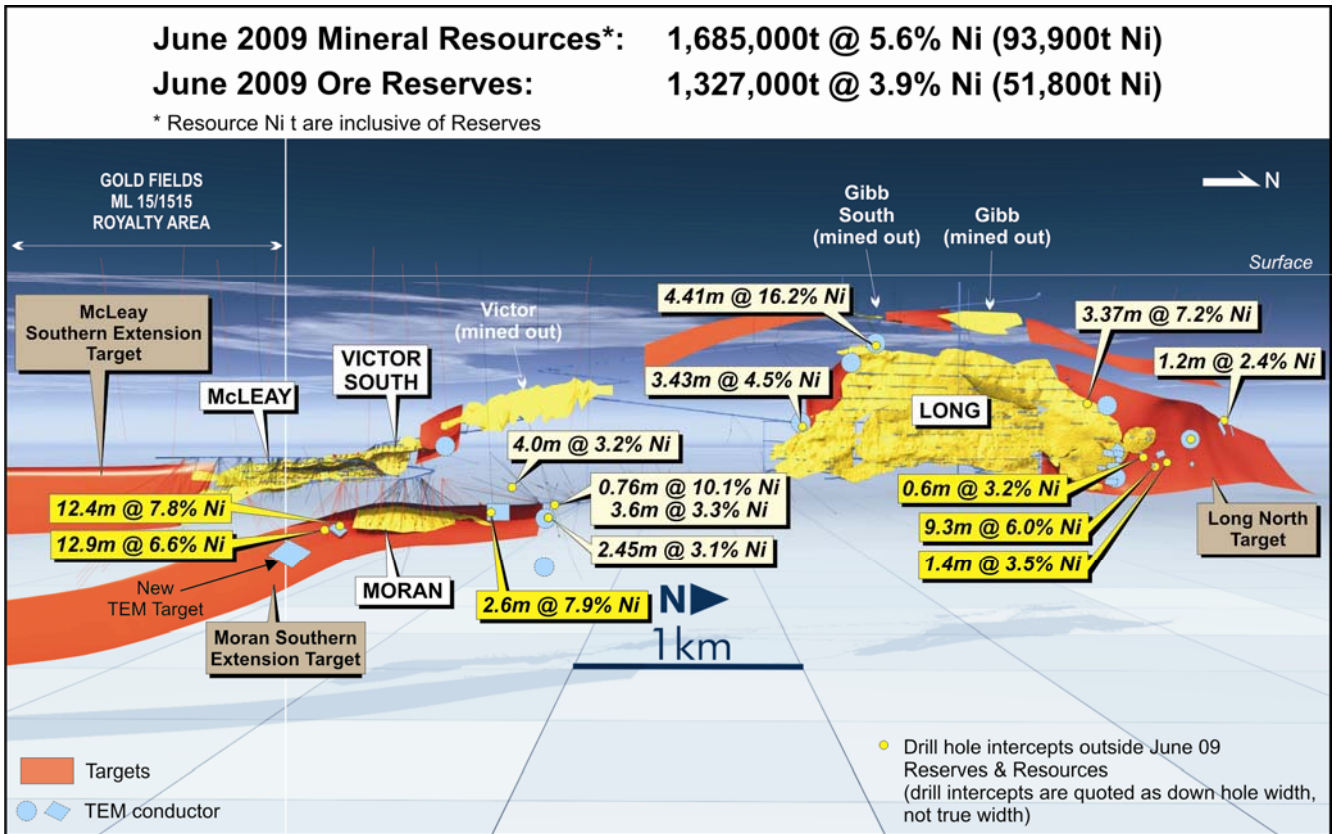 June 2009 Mineral Resources*: 1,685,000t @ 5.6% Ni (93,900t Ni)
June 2009 Ore Reserves: 1,327,000t @ 3.9% Ni (51,800t Ni)
* Resource Ni t are inclusive of Reserves
GOLD FIELDS
ML 15/1515
ROYALTY AREA
N
Gibb
South
(mined out)
Gibb
(mined out)
Surface
McLeay
Southern Extension
Target
Victor
(mined out)
4.41m @ 16.2% Ni
3.37m @ 7.2% Ni
VICTOR
SOUTH
1.2m @ 2.4% Ni
McLEAY
3.43m @ 4.5% Ni
LONG
4.0m @ 3.2% Ni
0.76m @ 10.1% Ni
3.6m @ 3.3% Ni
0.6m @ 3.2% Ni
12.4m @ 7.8% Ni
9.3m @ 6.0% Ni
Long North
Target
12.9m @ 6.6% Ni
2.45m @ 3.1% Ni
1.4m @ 3.5% Ni
New
TEM Target
MORAN
2.6m @ 7.9% Ni
N
1km
Moran Southern
Extension Target
Targets
TEM conductor
Drill hole intercepts outside June 09
Reserves & Resources
(drill intercepts are quoted as down hole width,
not true width)